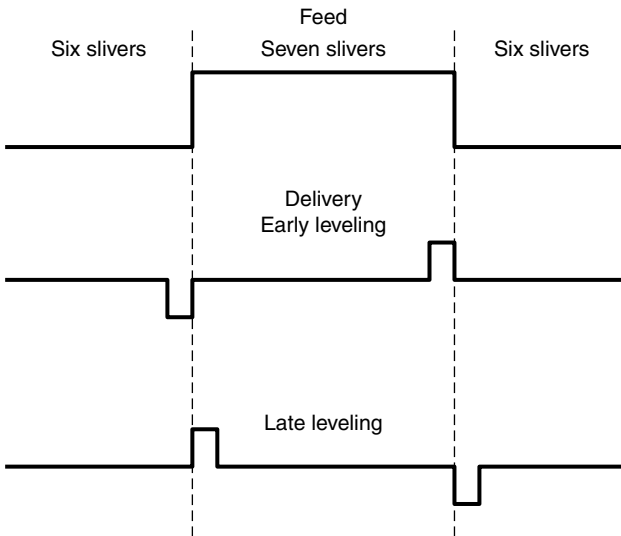 Feed
Six slivers
Seven slivers
Six slivers
Delivery
Early leveling
Late leveling